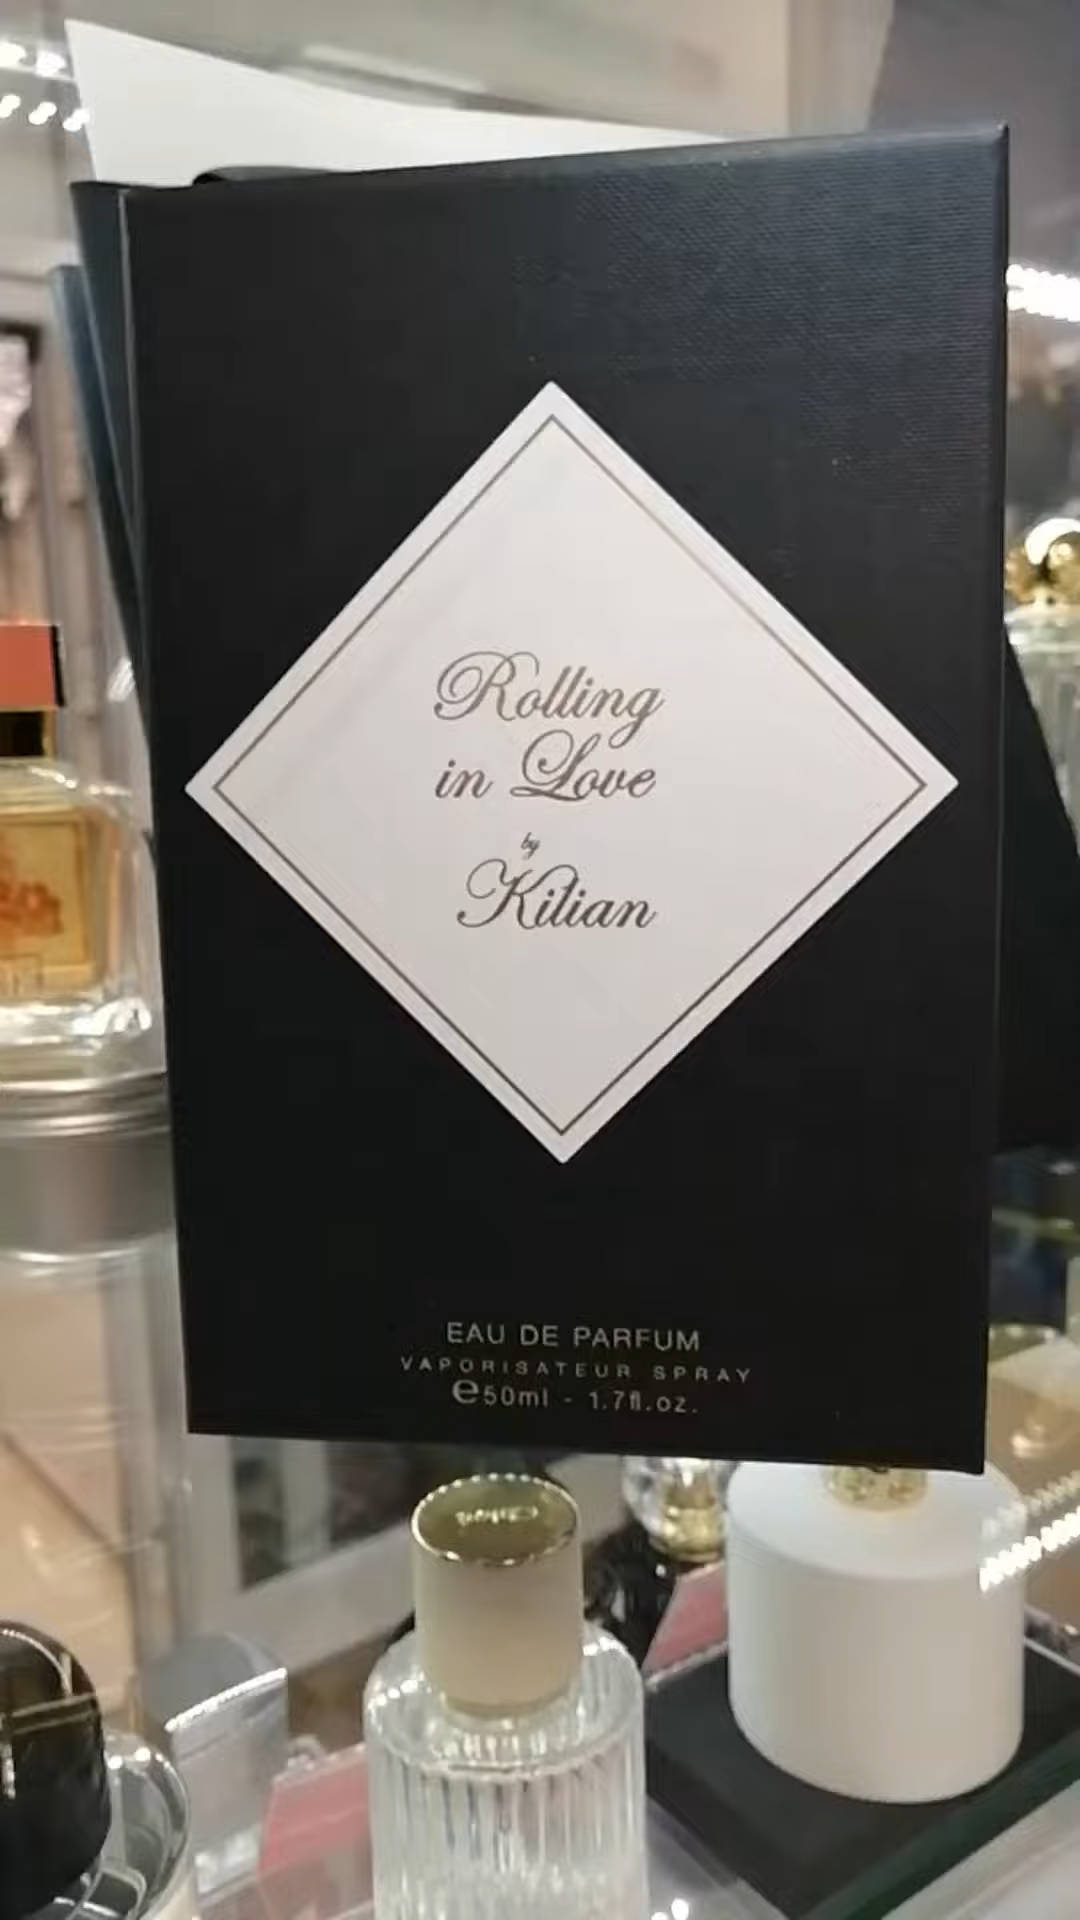 Rolling
in Love
by
Kilian
EAU DE PARFUM
VAPORISATEUR SPRAY
℮50ml - 1.7fl.oz.